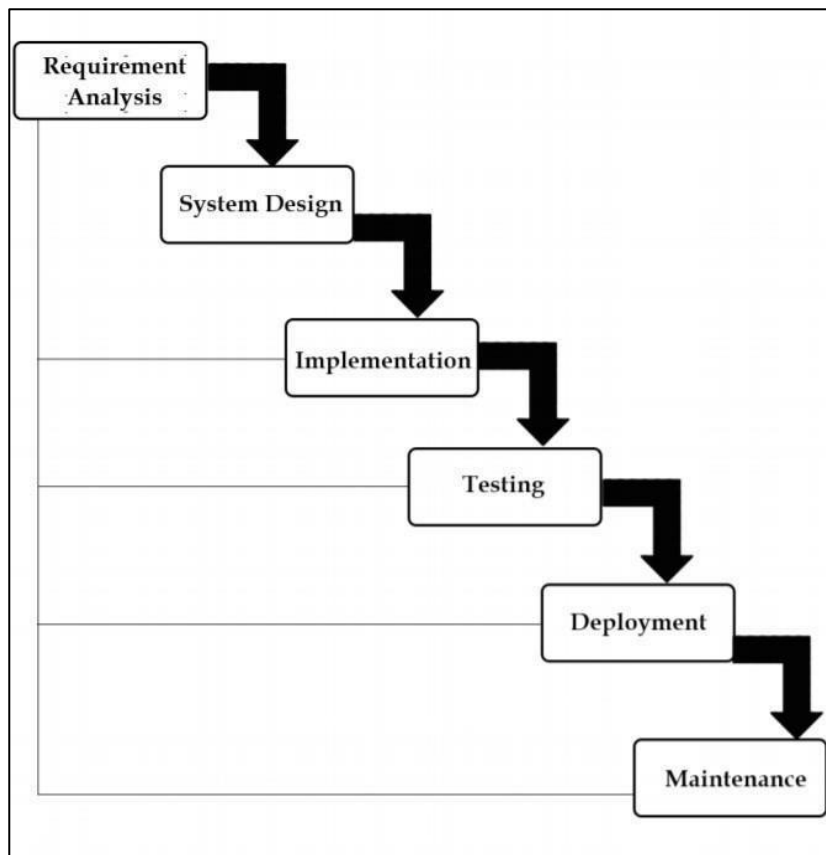 Requirement
Analysis
System Design
Implementation
Testing
Deployment
Maintenance